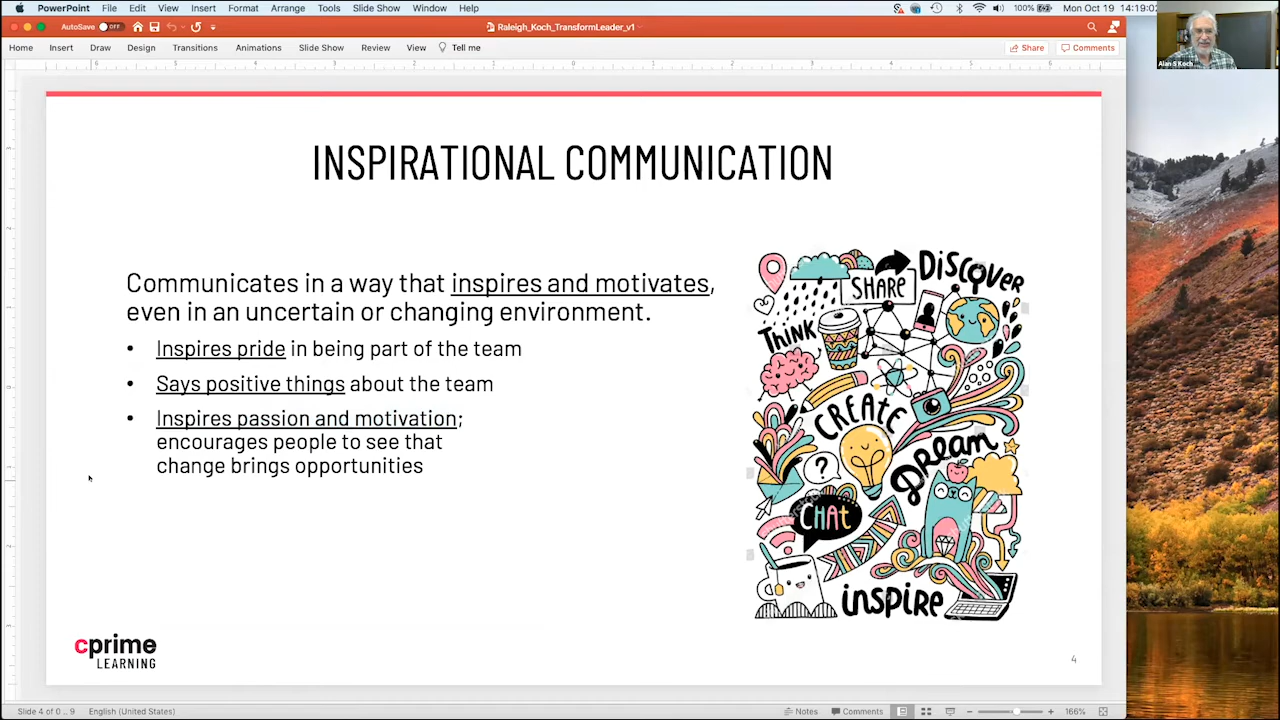 PowerPoint File Edit View Insert Format Arrange Tools Slide Show Window Help 100% Mon Oct 19 14:19:02
AutoSave OFF Raleigh_Koch_TransformLeader_v1
Home Insert Draw Design Transitions Animations Slide Show Review View Tell me Share Comments
Alan S Koch
INSPIRATIONAL COMMUNICATION
Communicates in a way that inspires and motivates,
even in an uncertain or changing environment.
• Inspires pride in being part of the team
• Says positive things about the team
• Inspires passion and motivation;
encourages people to see that
change brings opportunities
DISCOVER
SHARE
THINK
CREATE
DREAM
?
CHAt
inspire
cprime
LEARNING
4
Slide 4 of 0 .. 9 English (United States) Notes Comments 166%